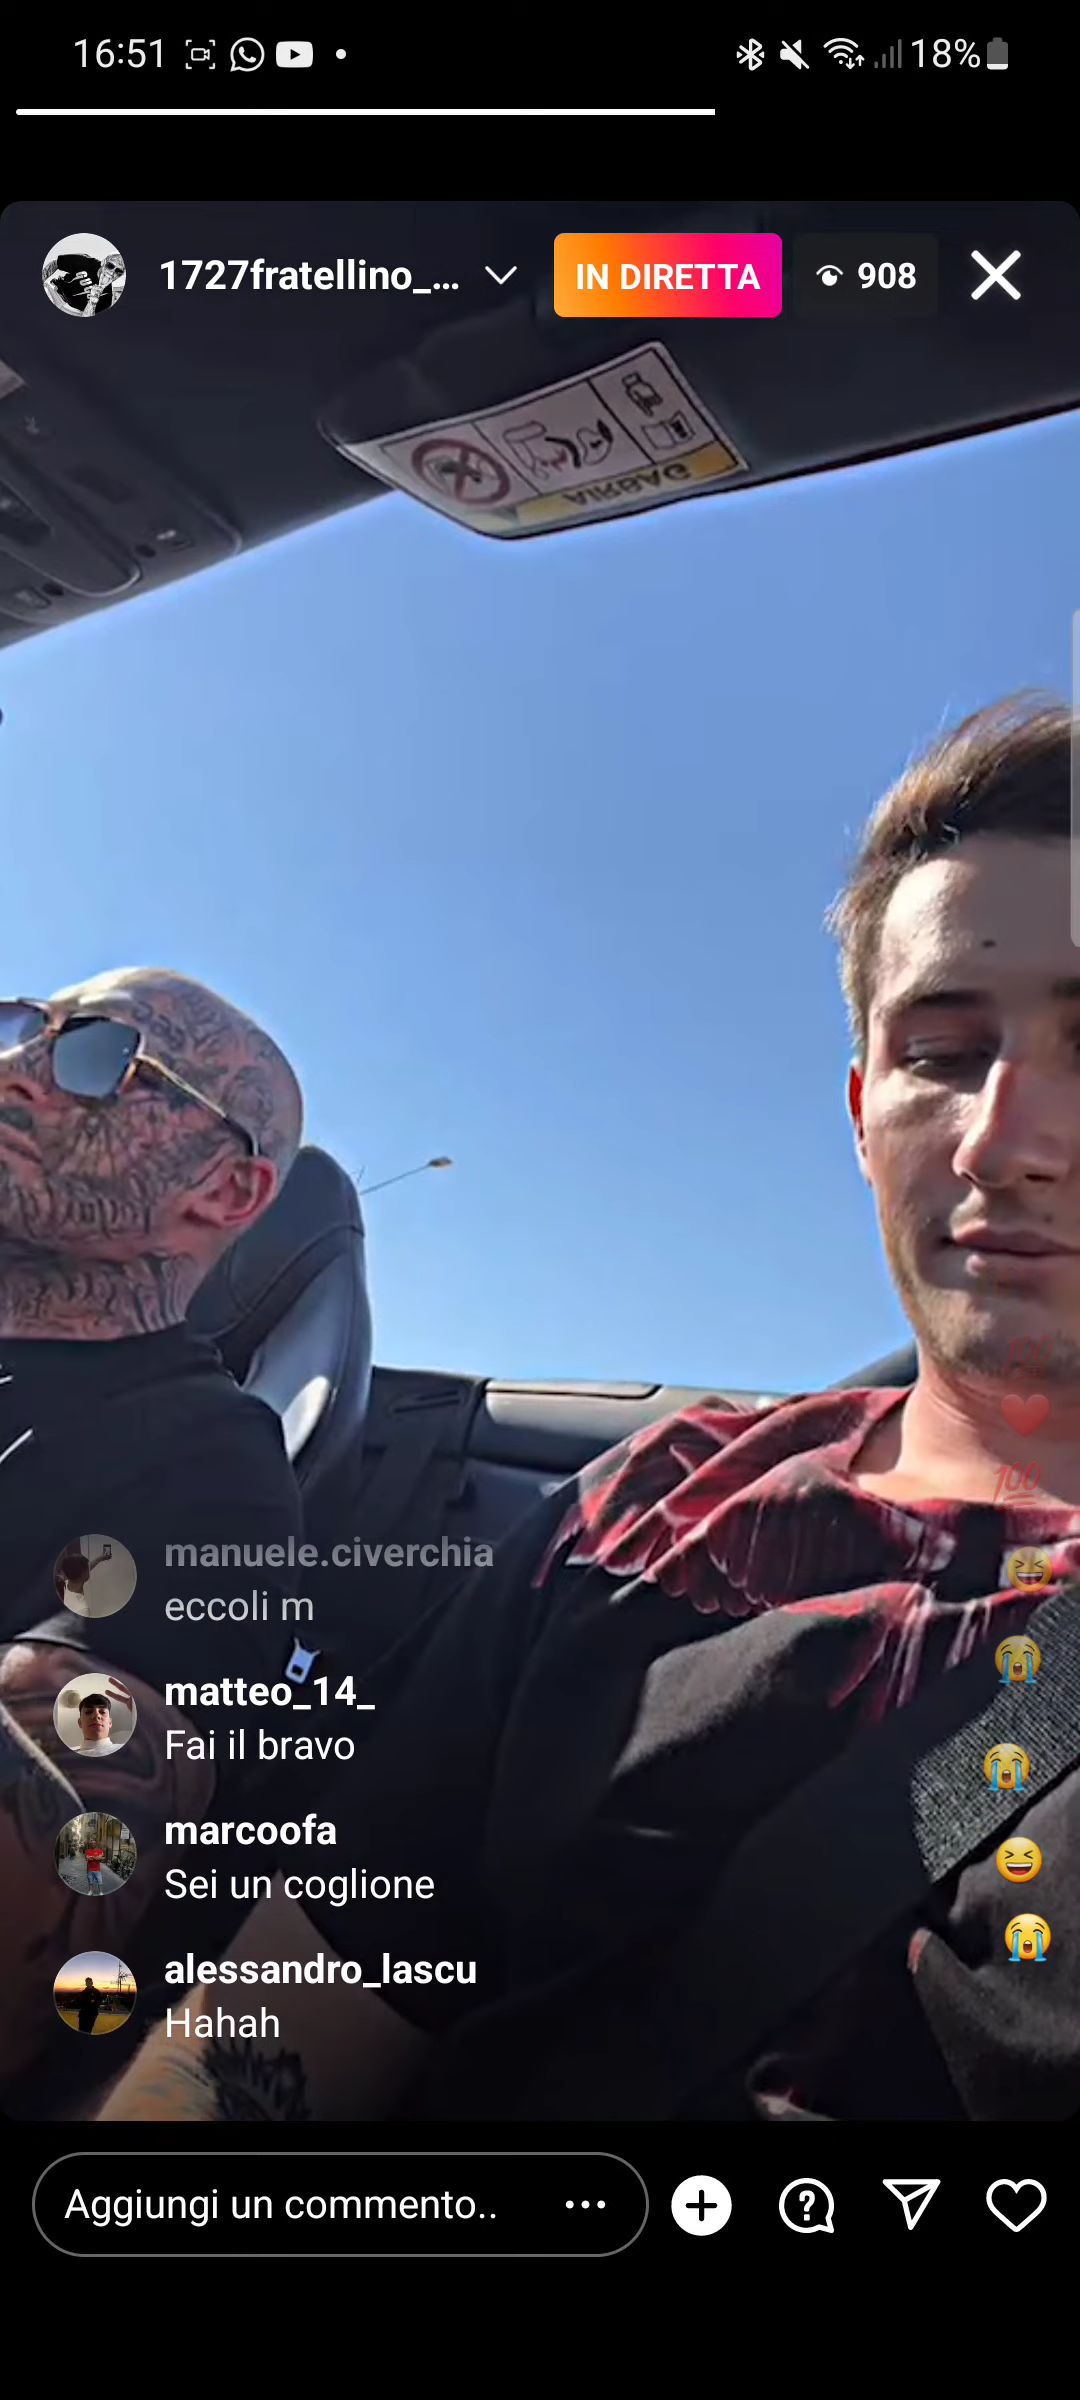 16:51
18%
1727fratellino_...
IN DIRETTA
908
AIRBAG
manuele.civerchia
eccoli m
matteo_14_
Fai il bravo
marcoofa
Sei un coglione
alessandro_lascu
Hahah
Aggiungi un commento..